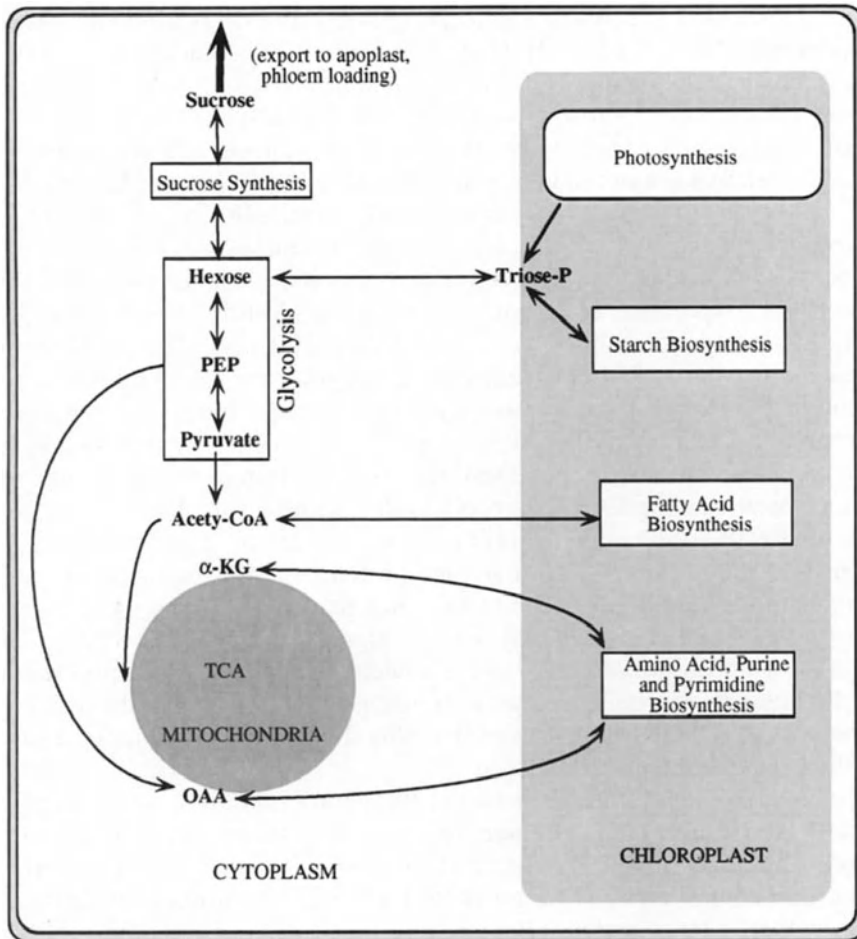 (export to apoplast,
phloem loading)
Sucrose
Sucrose Synthesis
Photosynthesis
Hexose
Triose-P
Glycolysis
PEP
Starch Biosynthesis
Pyruvate
Acety-CoA
Fatty Acid
Biosynthesis
α-KG
TCA
MITOCHONDRIA
Amino Acid, Purine
and Pyrimidine
Biosynthesis
OAA
CYTOPLASM
CHLOROPLAST